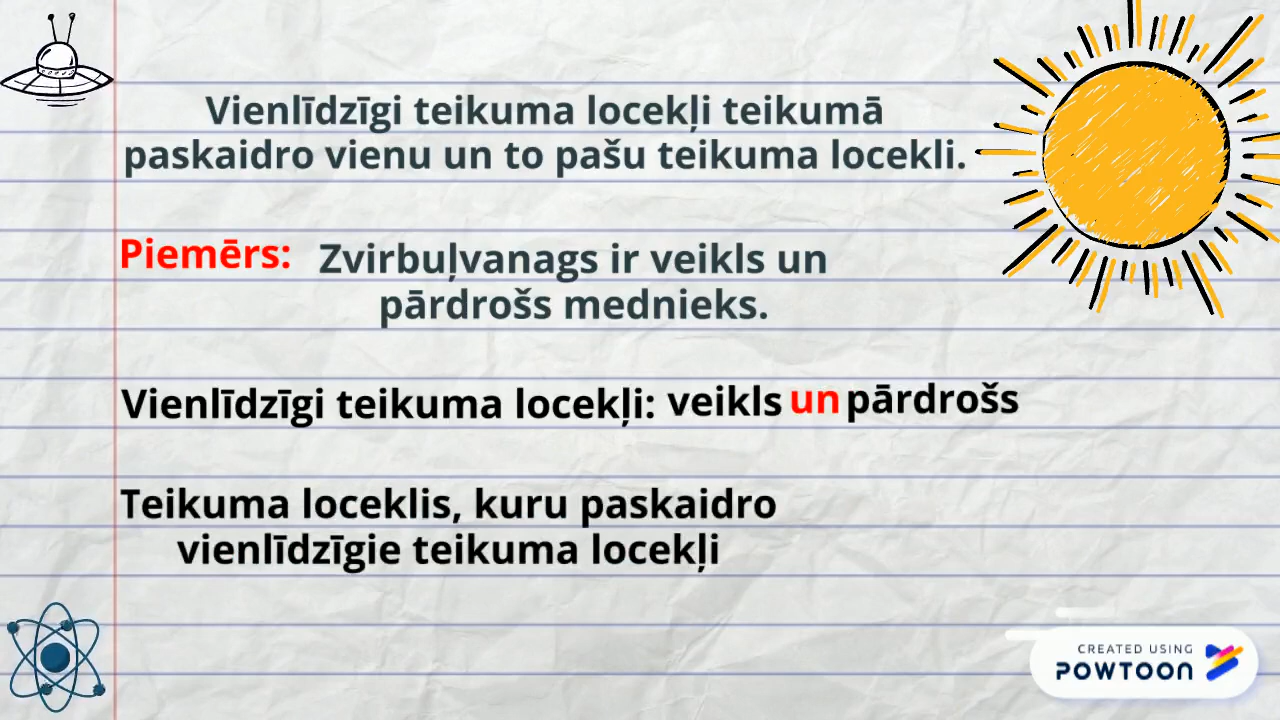 Vienlīdzīgi teikuma locekļi teikumā
paskaidro vienu un to pašu teikuma locekli.
Piemērs: Zvirbuļvanags ir veikls un
pārdrošs mednieks.
Vienlīdzīgi teikuma locekļi: veikls un pārdrošs
Teikuma loceklis, kuru paskaidro
vienlīdzīgie teikuma locekļi
CREATED USING
POWTOON